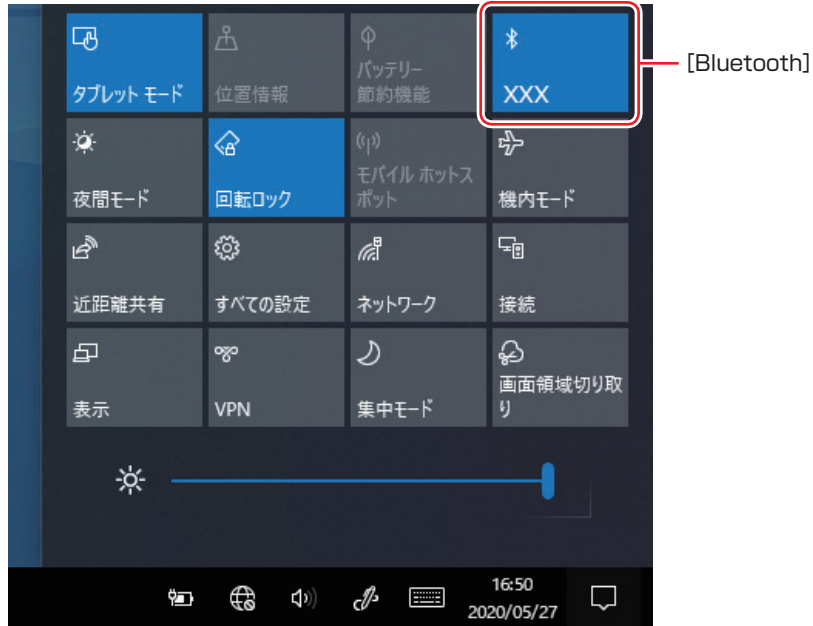 バッテリー
タブレット モード
位置情報
節約機能
XXX
[Bluetooth]
モバイル ホットス
夜間モード
回転ロック
ポット
機内モード
近距離共有
すべての設定
ネットワーク
接続
画面領域切り取
表示
VPN
集中モード
り
16:50
2020/05/27